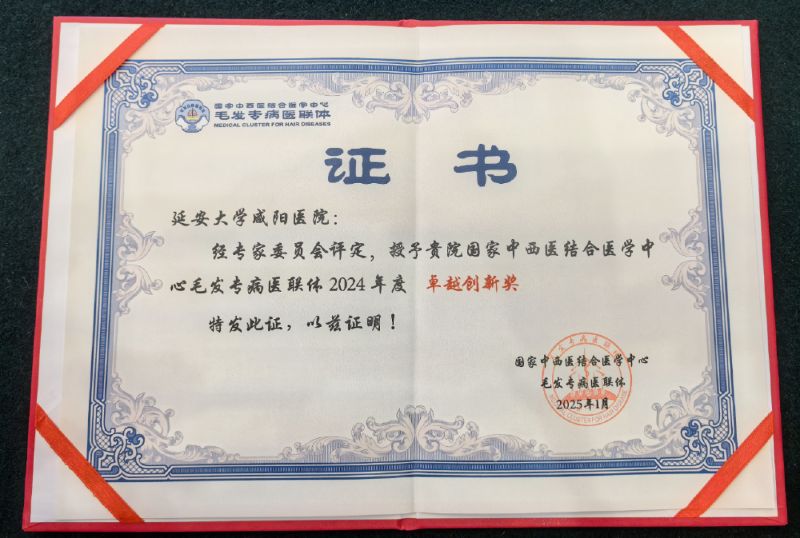 国家中西医结合医学中心
毛发专病医联体
MEDICAL CLUSTER FOR HAIR DISEASES
证 书
延安大学咸阳医院：
经专家委员会评定，授予贵院国家中西医结合医学中
心毛发专病医联体2024年度 卓越创新奖
特发此证，以兹证明！
国家中西医结合医学中心
毛发专病医联体
2025年1月